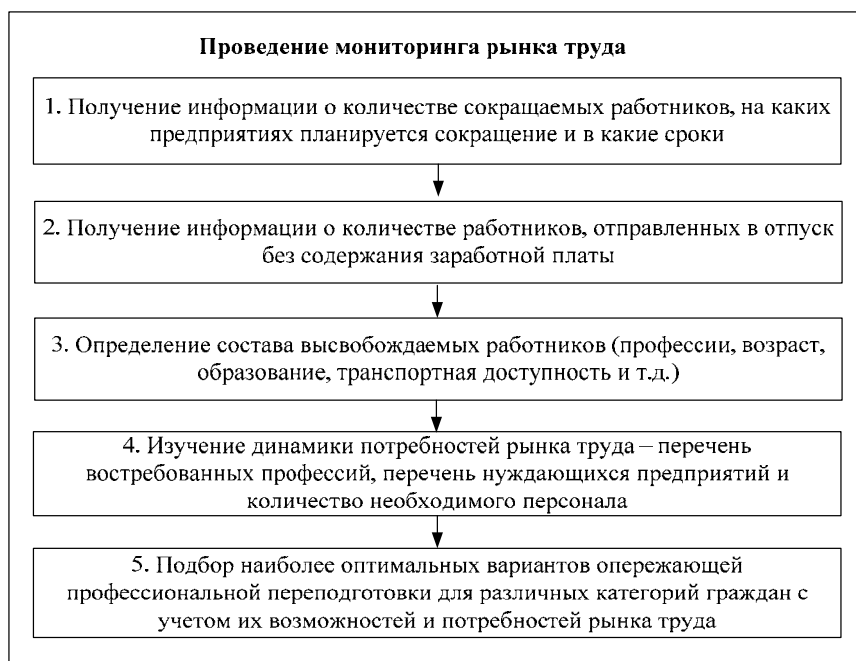 Проведение мониторинга рынка труда
1. Получение информации о количестве сокращаемых работников, на каких
предприятиях планируется сокращение и в какие сроки
2. Получение информации о количестве работников, отправленных в отпуск
без содержания заработной платы
3. Определение состава высвобождаемых работников (профессии, возраст,
образование, транспортная доступность и т.д.)
4. Изучение динамики потребностей рынка труда – перечень
востребованных профессий, перечень нуждающихся предприятий и
количество необходимого персонала
5. Подбор наиболее оптимальных вариантов опережающей
профессиональной переподготовки для различных категорий граждан с
учетом их возможностей и потребностей рынка труда